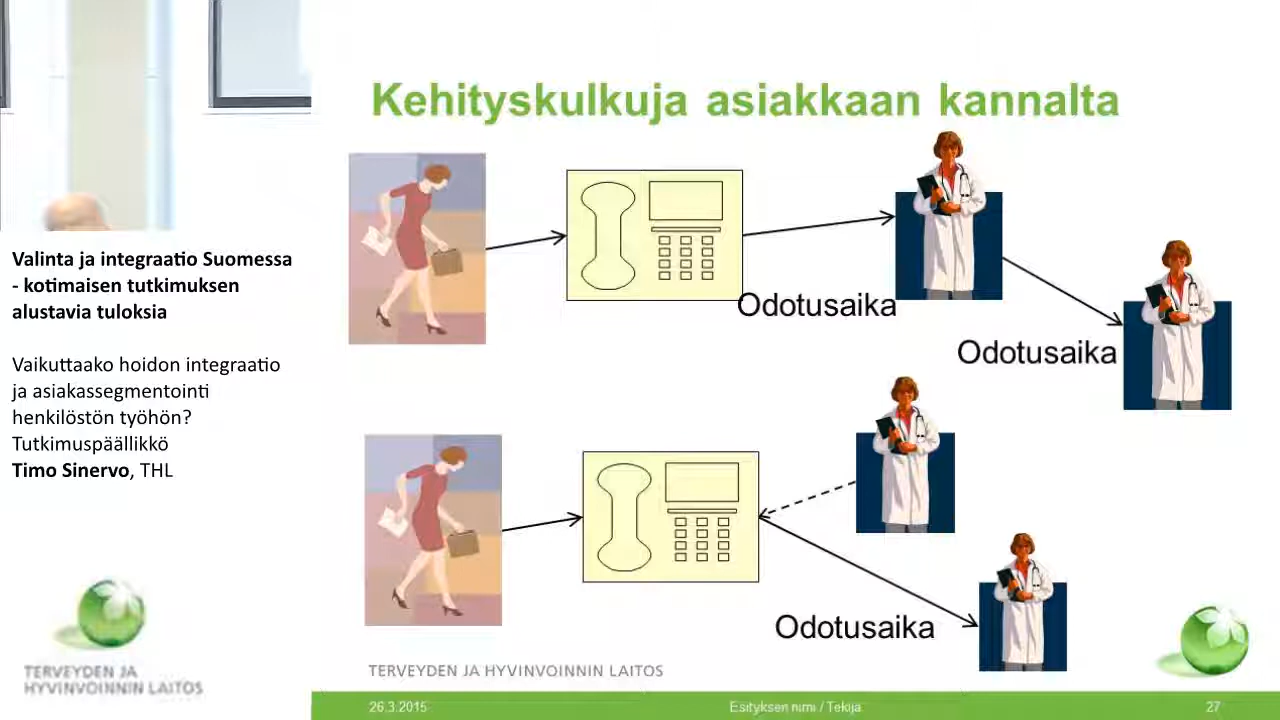 Kehityskulkuja asiakkaan kannalta
Valinta ja integraatio Suomessa
- kotimaisen tutkimuksen
alustavia tuloksia
Vaikuttaako hoidon integraatio
ja asiakassegmentointi
henkilöstön työhön?
Tutkimuspäällikkö
Timo Sinervo, THL
Odotusaika
Odotusaika
Odotusaika
TERVEYDEN JA
HYVINVOINNIN LAITOS
TERVEYDEN JA HYVINVOINNIN LAITOS
26.3.2015
Esityksen nimi / Tekijä
27